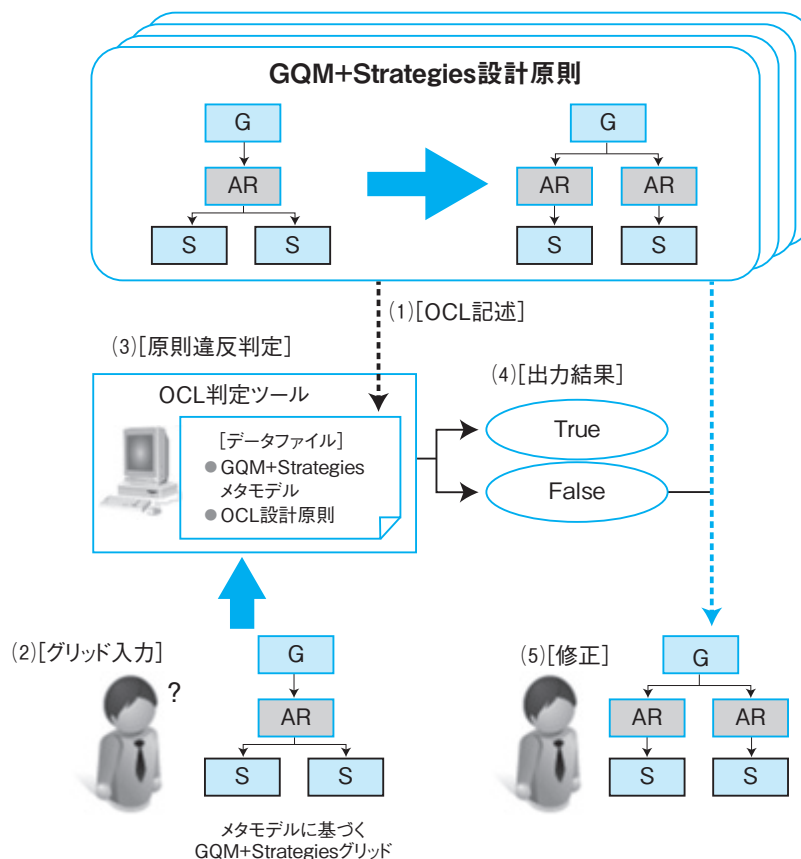 GQM+Strategies設計原則
G
AR
S
S
G
AR
AR
S
S
(1)[OCL記述]
(3)[原則違反判定]
OCL判定ツール
[データファイル]
●GQM+Strategies
メタモデル
●OCL設計原則
(4)[出力結果]
True
False
(2)[グリッド入力]
?
G
AR
S
S
メタモデルに基づく
GQM+Strategiesグリッド
(5)[修正]
G
AR
AR
S
S